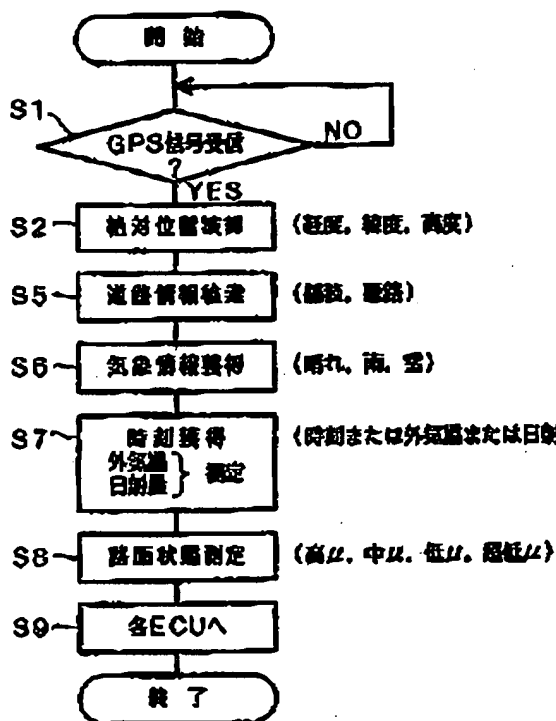 開始
S1
GPS信号受信
?
NO
YES
S2 絶対位置演算 (経度, 緯度, 高度)
S5 道路情報検索 (舗装, 悪路)
S6 気象情報獲得 (晴れ, 雨, 雪)
S7 時刻獲得 (時刻または外気温または日射
外気温
日射量 } 測定
S8 路面状態測定 (高μ, 中μ, 低μ, 超低μ)
S9 各ECUへ
終了